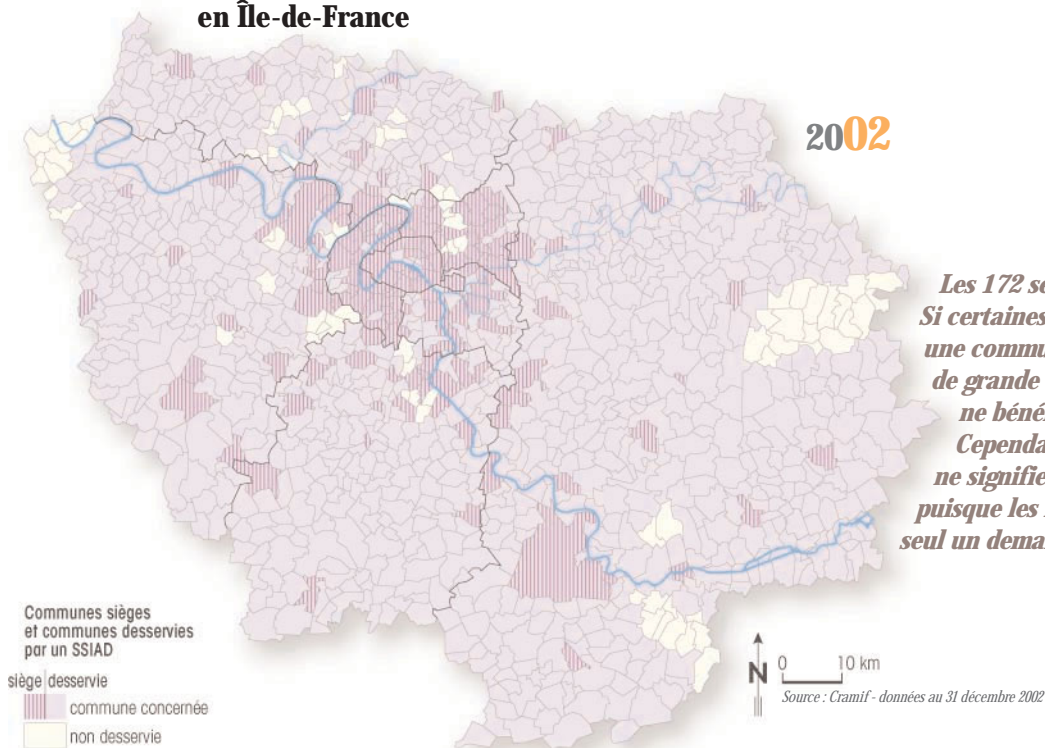 en Île-de-France
2002
Les 172 se
Si certaines
une commu
de grande
ne bénéf
Cependa
ne signifie
puisque les
seul un deman
Communes sièges
et communes desservies
par un SSIAD
siège desservie
commune concernée
non desservie
N
0 10 km
Source : Cramif - données au 31 décembre 2002